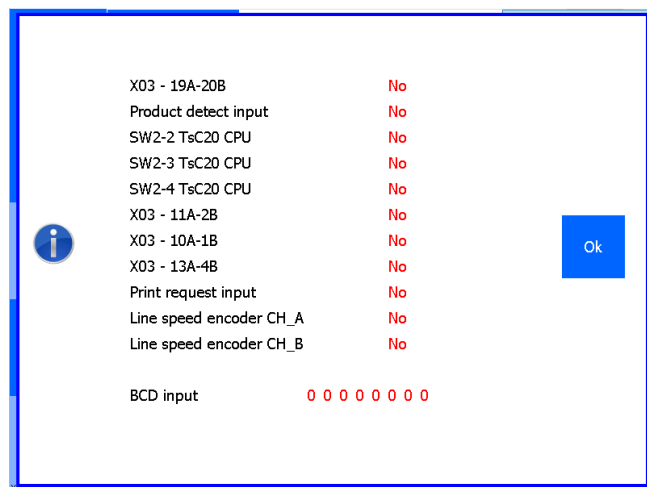 X03 - 19A-20B No
Product detect input No
SW2-2 TsC20 CPU No
SW2-3 TsC20 CPU No
SW2-4 TsC20 CPU No
X03 - 11A-2B No
X03 - 10A-1B No
X03 - 13A-4B No
Print request input No
Line speed encoder CH_A No
Line speed encoder CH_B No
BCD input 0 0 0 0 0 0 0 0
Ok